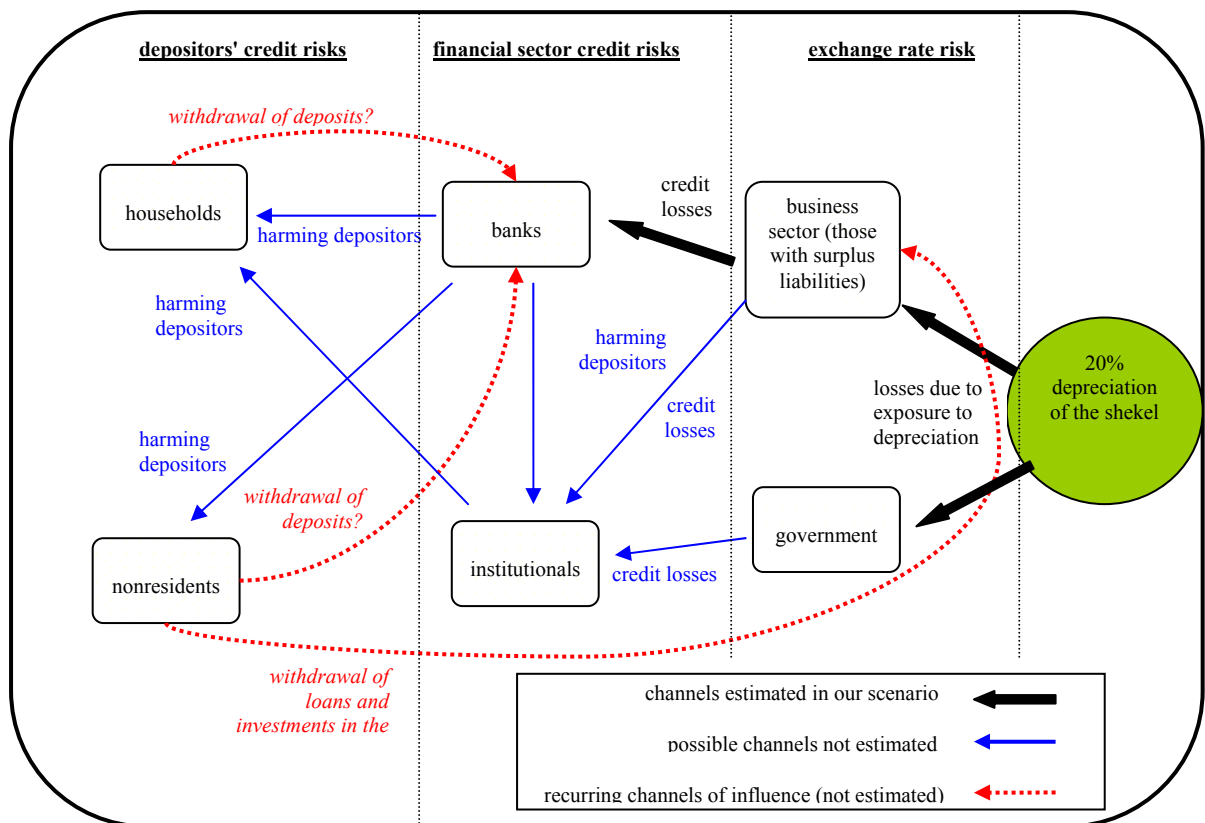 depositors' credit risks
financial sector credit risks
exchange rate risk
withdrawal of deposits?
households
harming depositors
banks
credit
losses
business
sector (those
with surplus
liabilities)
harming
depositors
harming
depositors
credit
losses
losses due to
exposure to
depreciation
20%
depreciation
of the shekel
harming
depositors
withdrawal of
deposits?
nonresidents
institutionals
credit losses
government
withdrawal of
loans and
investments in the
channels estimated in our scenario
possible channels not estimated
recurring channels of influence (not estimated)